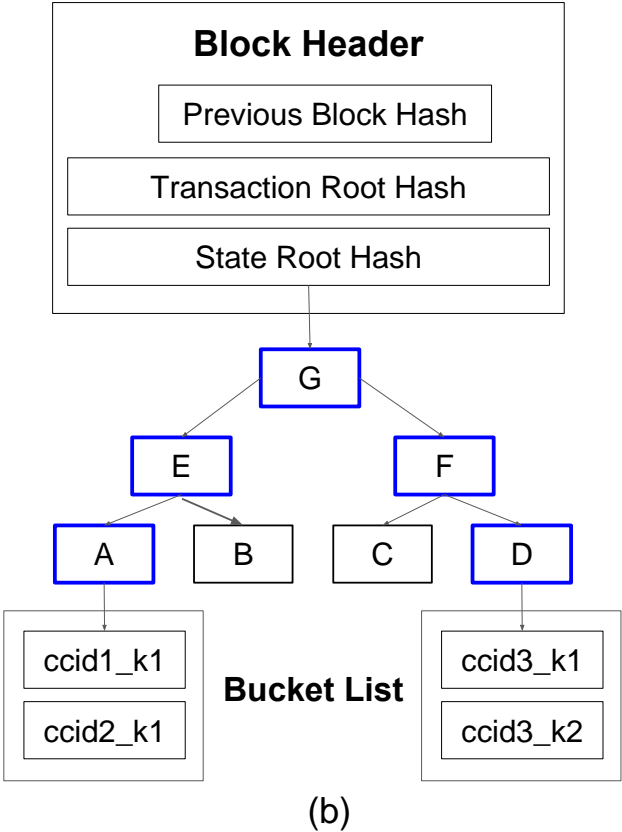 Block Header
Previous Block Hash
Transaction Root Hash
State Root Hash
G
E
F
A
B
C
D
ccid1_k1
ccid2_k1
Bucket List
ccid3_k1
ccid3_k2
(b)